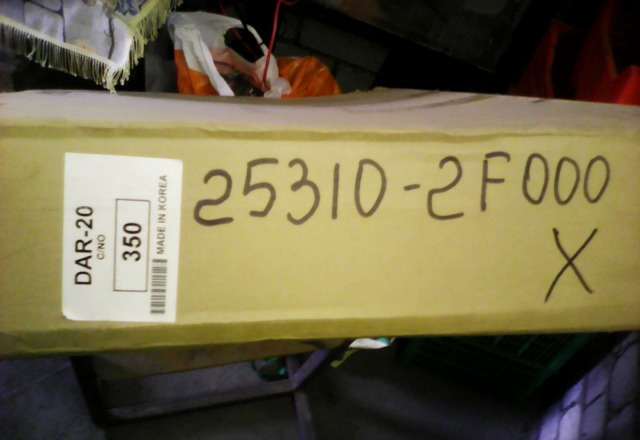 DAR-20
C/NO
350
MADE IN KOREA
25310-2F000
X